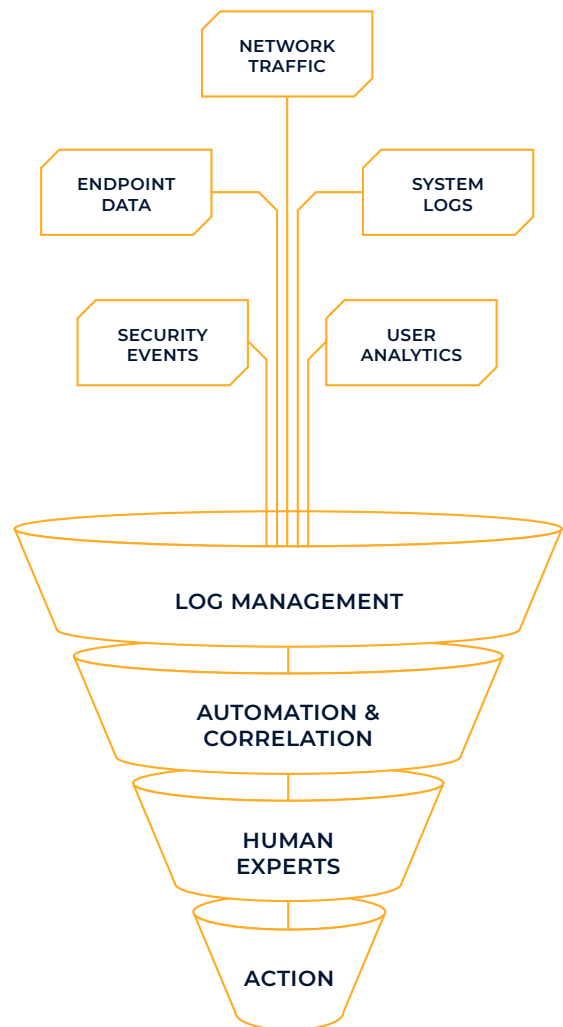 NETWORK
TRAFFIC
ENDPOINT
DATA
SYSTEM
LOGS
SECURITY
EVENTS
USER
ANALYTICS
LOG MANAGEMENT
AUTOMATION &
CORRELATION
HUMAN
EXPERTS
ACTION